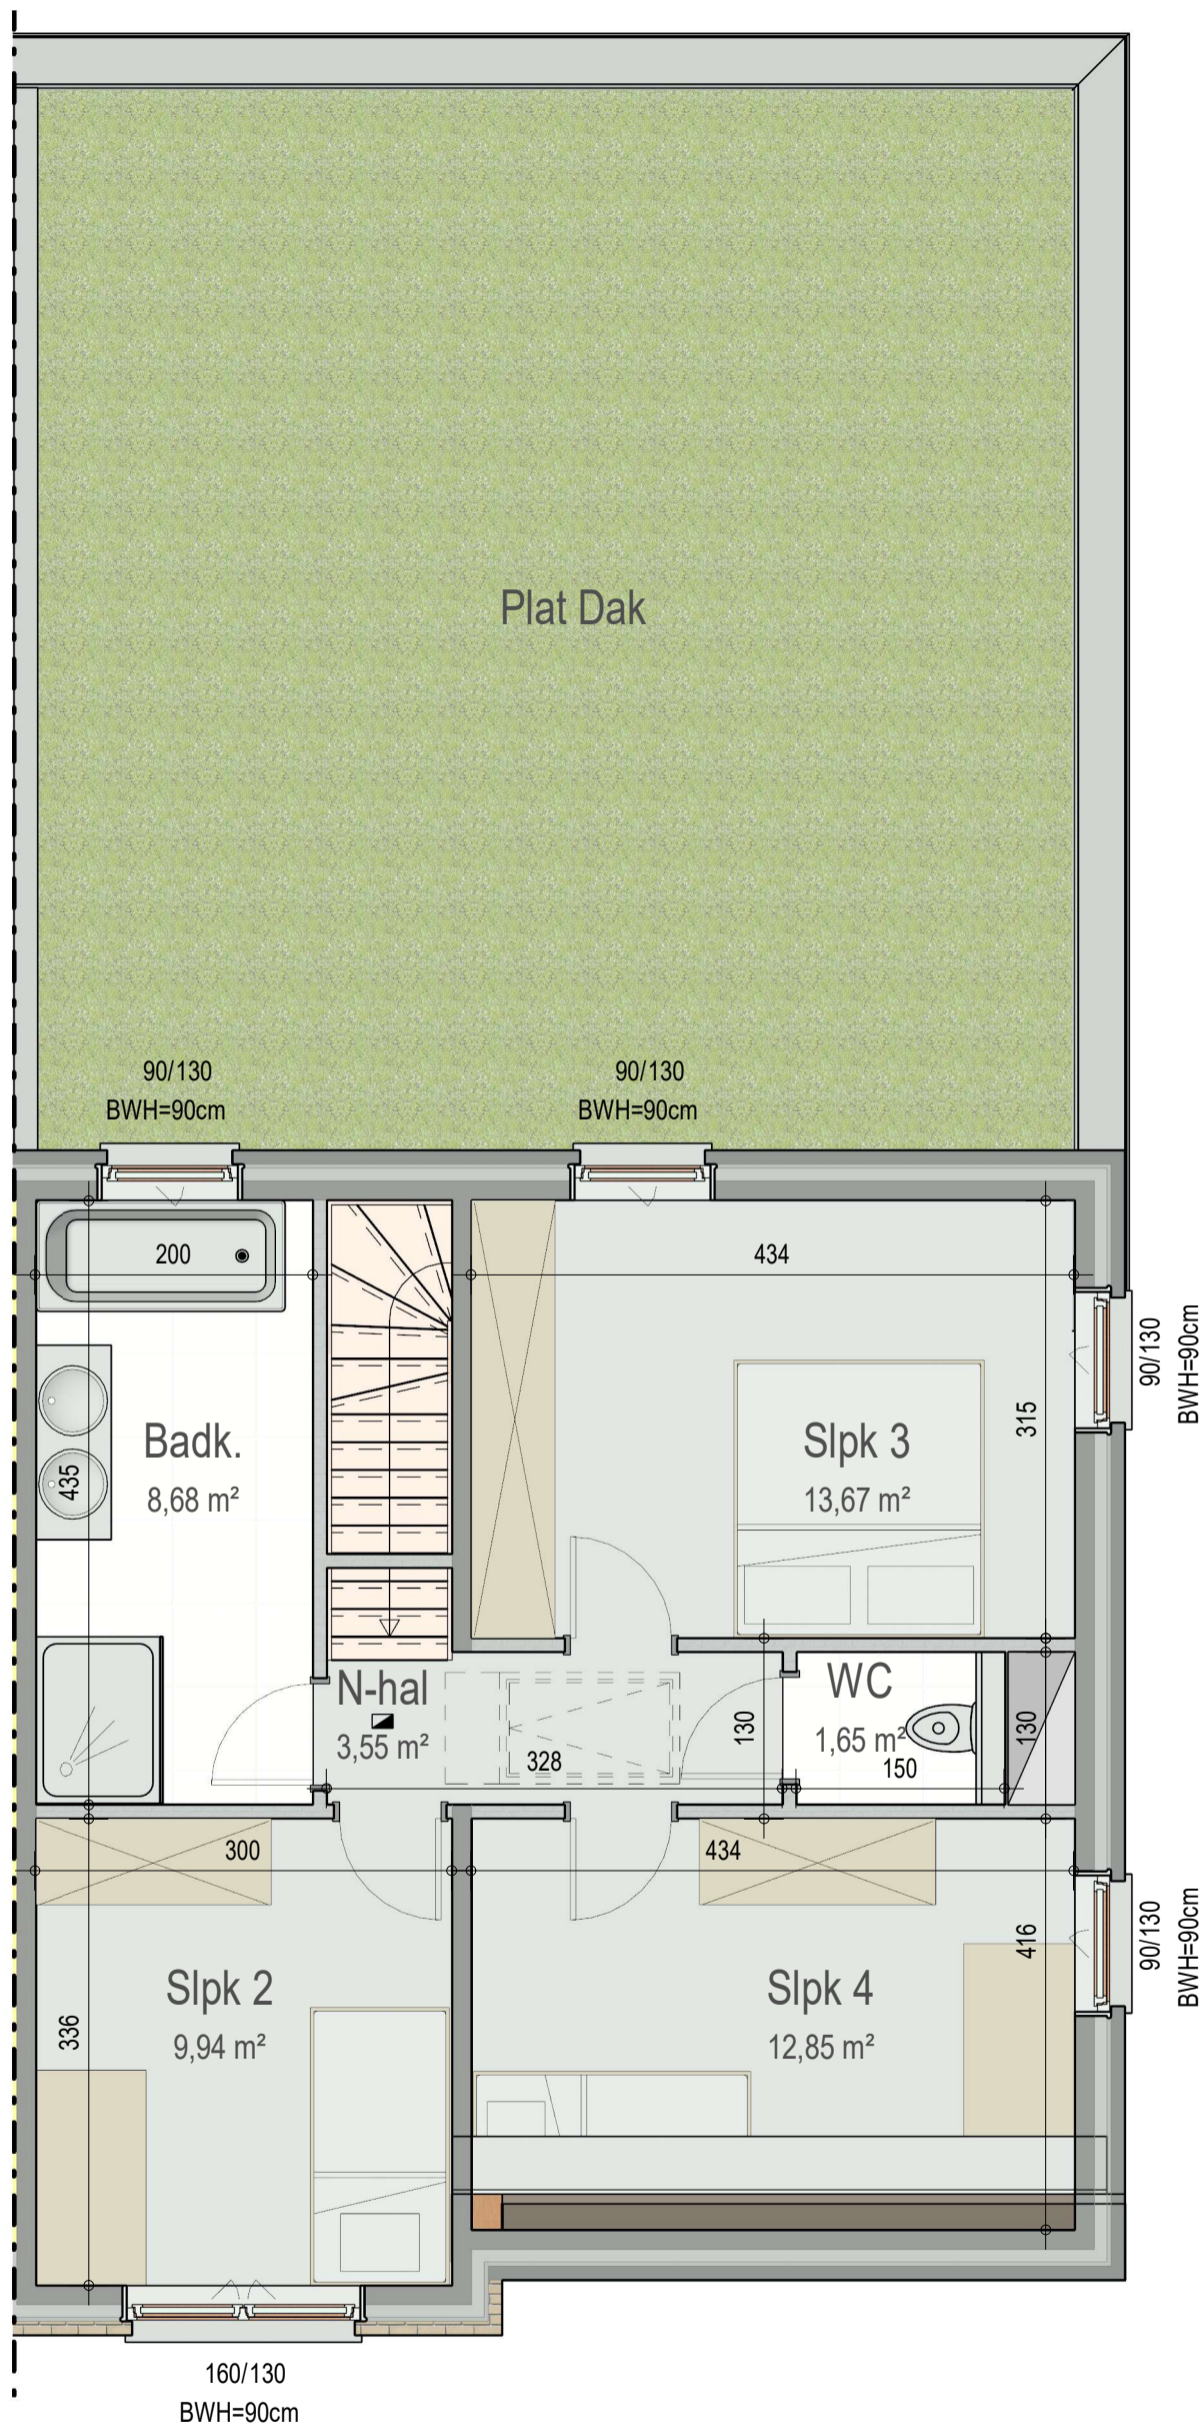 Plat Dak
90/130
BWH=90cm
90/130
BWH=90cm
200
434
90/130
BWH=90cm
315
Badk.
8,68 m²
435
Slpk 3
13,67 m²
N-hal
3,55 m²
328
130
WC
1,65 m²
150
130
300
434
90/130
BWH=90cm
416
Slpk 2
9,94 m²
336
Slpk 4
12,85 m²
160/130
BWH=90cm